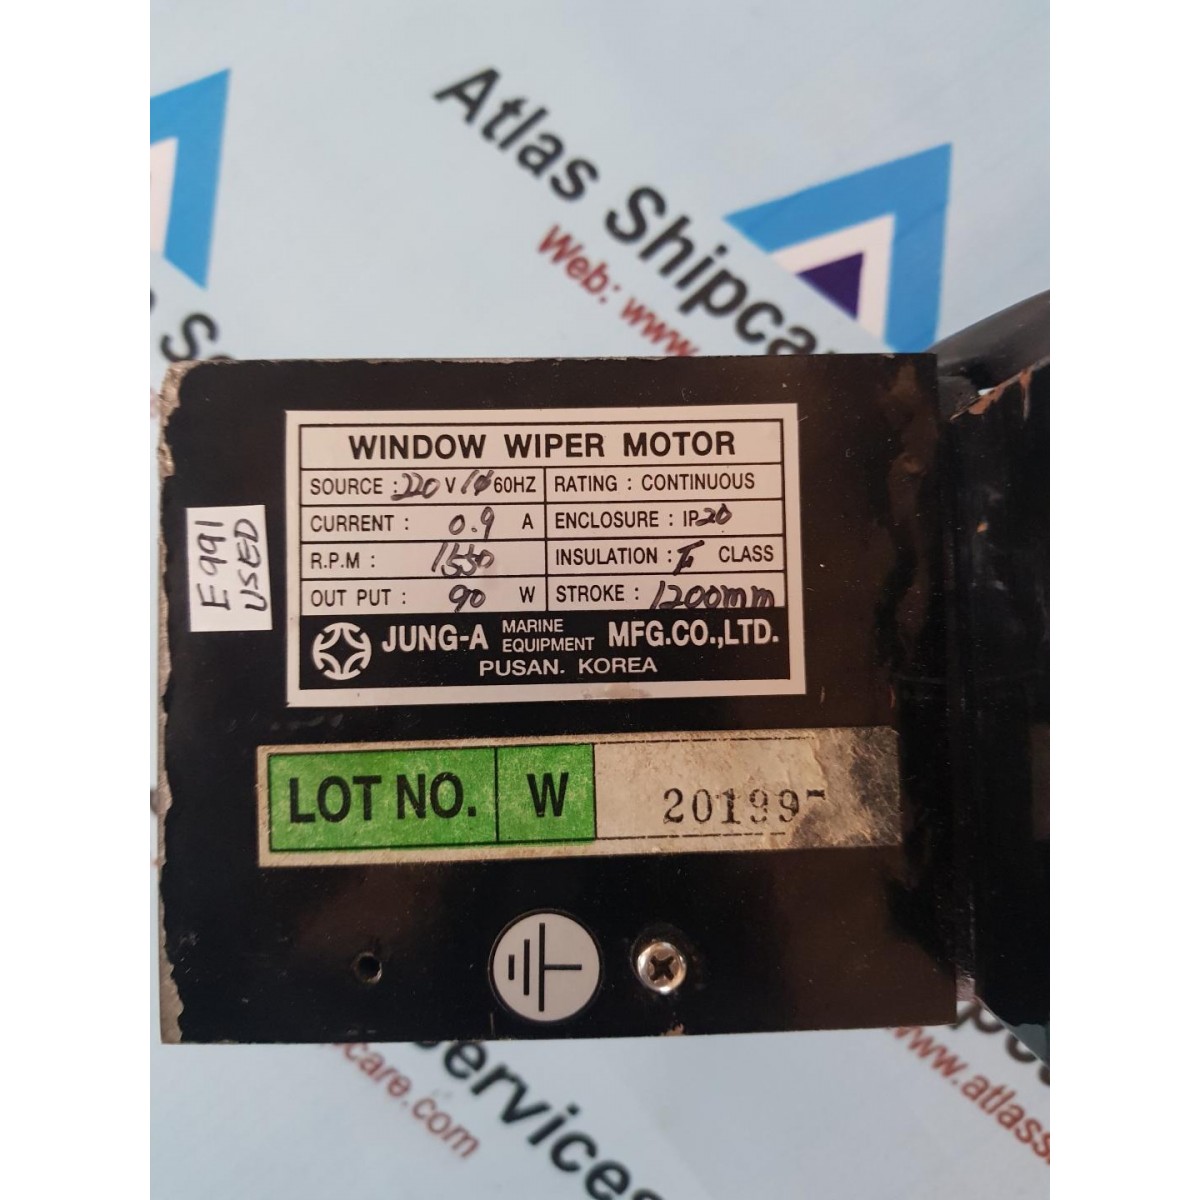 Atlas Shipca
Web: www.
WINDOW WIPER MOTOR
SOURCE : 220 V 1ø 60HZ RATING : CONTINUOUS
CURRENT : 0.9 A ENCLOSURE : IP20
R.P.M : 1550 INSULATION : F CLASS
OUT PUT : 90 W STROKE : 1200mm
JUNG-A MARINE EQUIPMENT MFG.CO.,LTD.
PUSAN. KOREA
E991
USED
LOT NO. W 20199
ervices
care.com
www.atlass